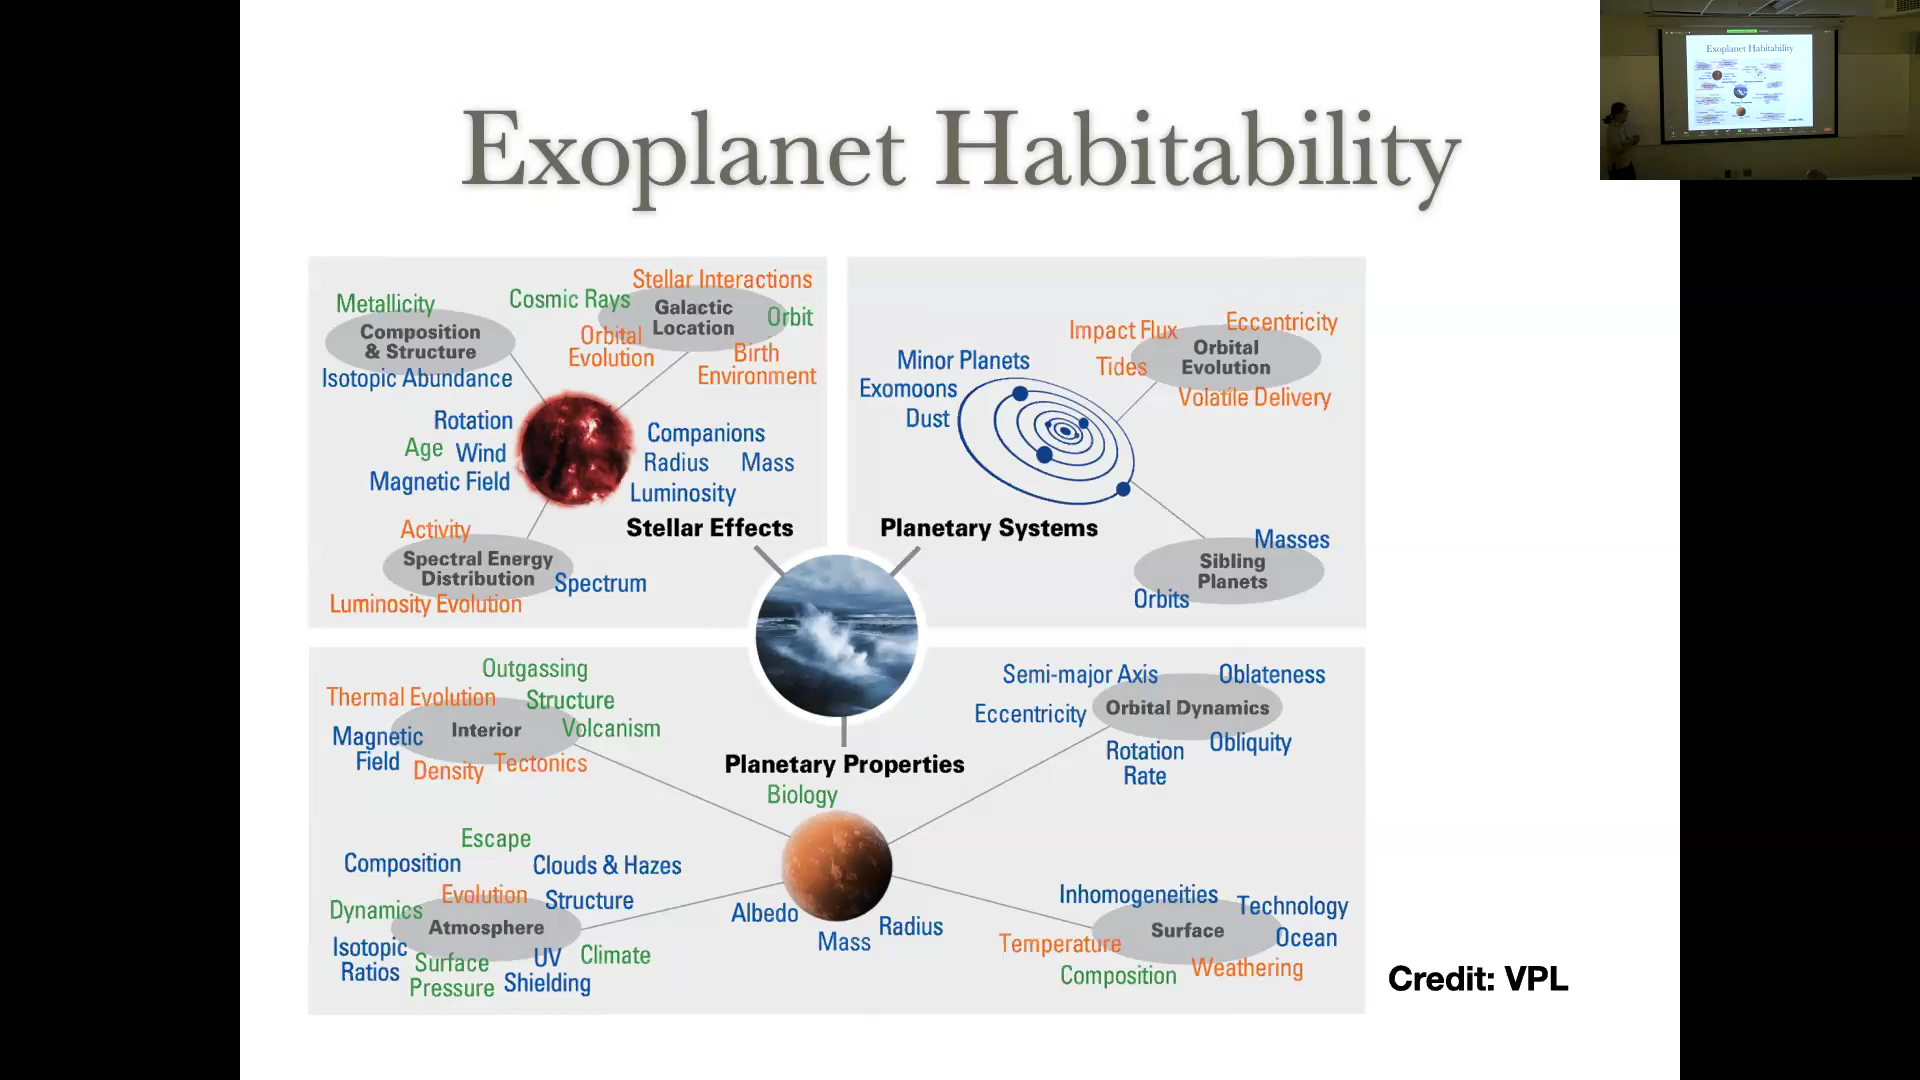 Exoplanet Habitability
Exoplanet Habitability
Stellar Interactions
Metallicity
Cosmic Rays
Galactic
Location
Orbit
Composition
& Structure
Orbital
Evolution
Birth
Environment
Isotopic Abundance
Rotation
Age
Wind
Magnetic Field
Companions
Radius
Mass
Luminosity
Stellar Effects
Activity
Spectral Energy
Distribution
Spectrum
Luminosity Evolution
Impact Flux
Eccentricity
Orbital
Evolution
Tides
Volatile Delivery
Minor Planets
Exomoons
Dust
Planetary Systems
Masses
Sibling
Planets
Orbits
Outgassing
Thermal Evolution
Structure
Interior
Volcanism
Magnetic
Field
Density
Tectonics
Planetary Properties
Biology
Semi-major Axis
Oblateness
Eccentricity
Orbital Dynamics
Rotation
Rate
Obliquity
Escape
Composition
Clouds & Hazes
Evolution
Structure
Dynamics
Atmosphere
Isotopic
Ratios
Surface
Pressure
UV
Shielding
Climate
Albedo
Mass
Radius
Inhomogeneities
Technology
Surface
Ocean
Temperature
Composition
Weathering
Credit: VPL